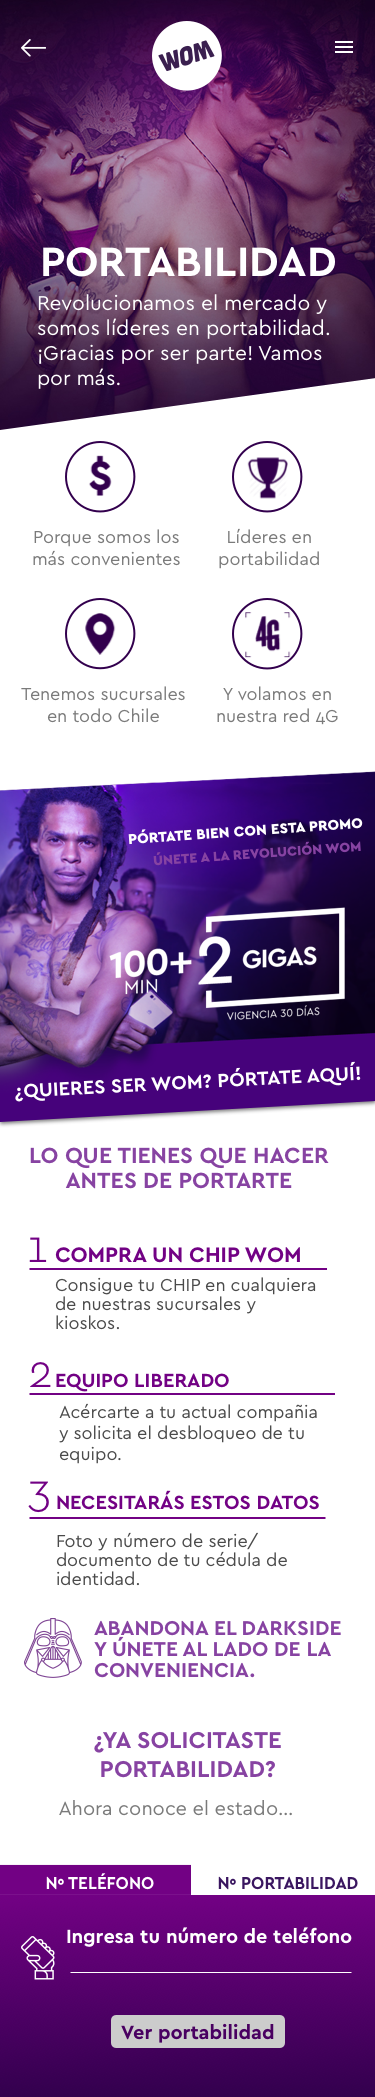 WOM
PORTABILIDAD
Revolucionamos el mercado y
somos líderes en portabilidad.
¡Gracias por ser parte! Vamos
por más.
$
Porque somos los
más convenientes
Líderes en
portabilidad
4G
Tenemos sucursales
en todo Chile
Y volamos en
nuestra red 4G
PÓRTATE BIEN CON ESTA PROMO
ÚNETE A LA REVOLUCIÓN WOM
100+2 GIGAS
MIN
VIGENCIA 30 DÍAS
¿QUIERES SER WOM? PÓRTATE AQUÍ!
LO QUE TIENES QUE HACER
ANTES DE PORTARTE
1 COMPRA UN CHIP WOM
Consigue tu CHIP en cualquiera
de nuestras sucursales y
kioskos.
2 EQUIPO LIBERADO
Acércarte a tu actual compañia
y solicita el desbloqueo de tu
equipo.
3 NECESITARÁS ESTOS DATOS
Foto y número de serie/
documento de tu cédula de
identidad.
ABANDONA EL DARKSIDE
Y ÚNETE AL LADO DE LA
CONVENIENCIA.
¿YA SOLICITASTE
PORTABILIDAD?
Ahora conoce el estado...
Nº TELÉFONO
Nº PORTABILIDAD
Ingresa tu número de teléfono
Ver portabilidad